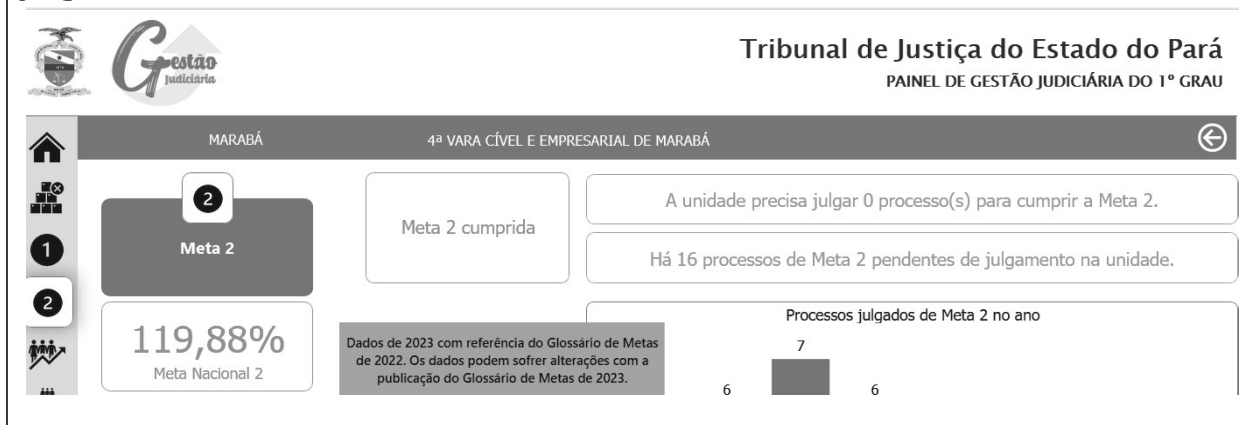 Gestão
Judiciária
Tribunal de Justiça do Estado do Pará
PAINEL DE GESTÃO JUDICIÁRIA DO 1º GRAU
MARABÁ
4ª VARA CÍVEL E EMPRESARIAL DE MARABÁ
2
Meta 2
Meta 2 cumprida
A unidade precisa julgar 0 processo(s) para cumprir a Meta 2.
Há 16 processos de Meta 2 pendentes de julgamento na unidade.
1
2
119,88%
Meta Nacional 2
Dados de 2023 com referência do Glossário de Metas
de 2022. Os dados podem sofrer alterações com a
publicação do Glossário de Metas de 2023.
Processos julgados de Meta 2 no ano
7
6
6